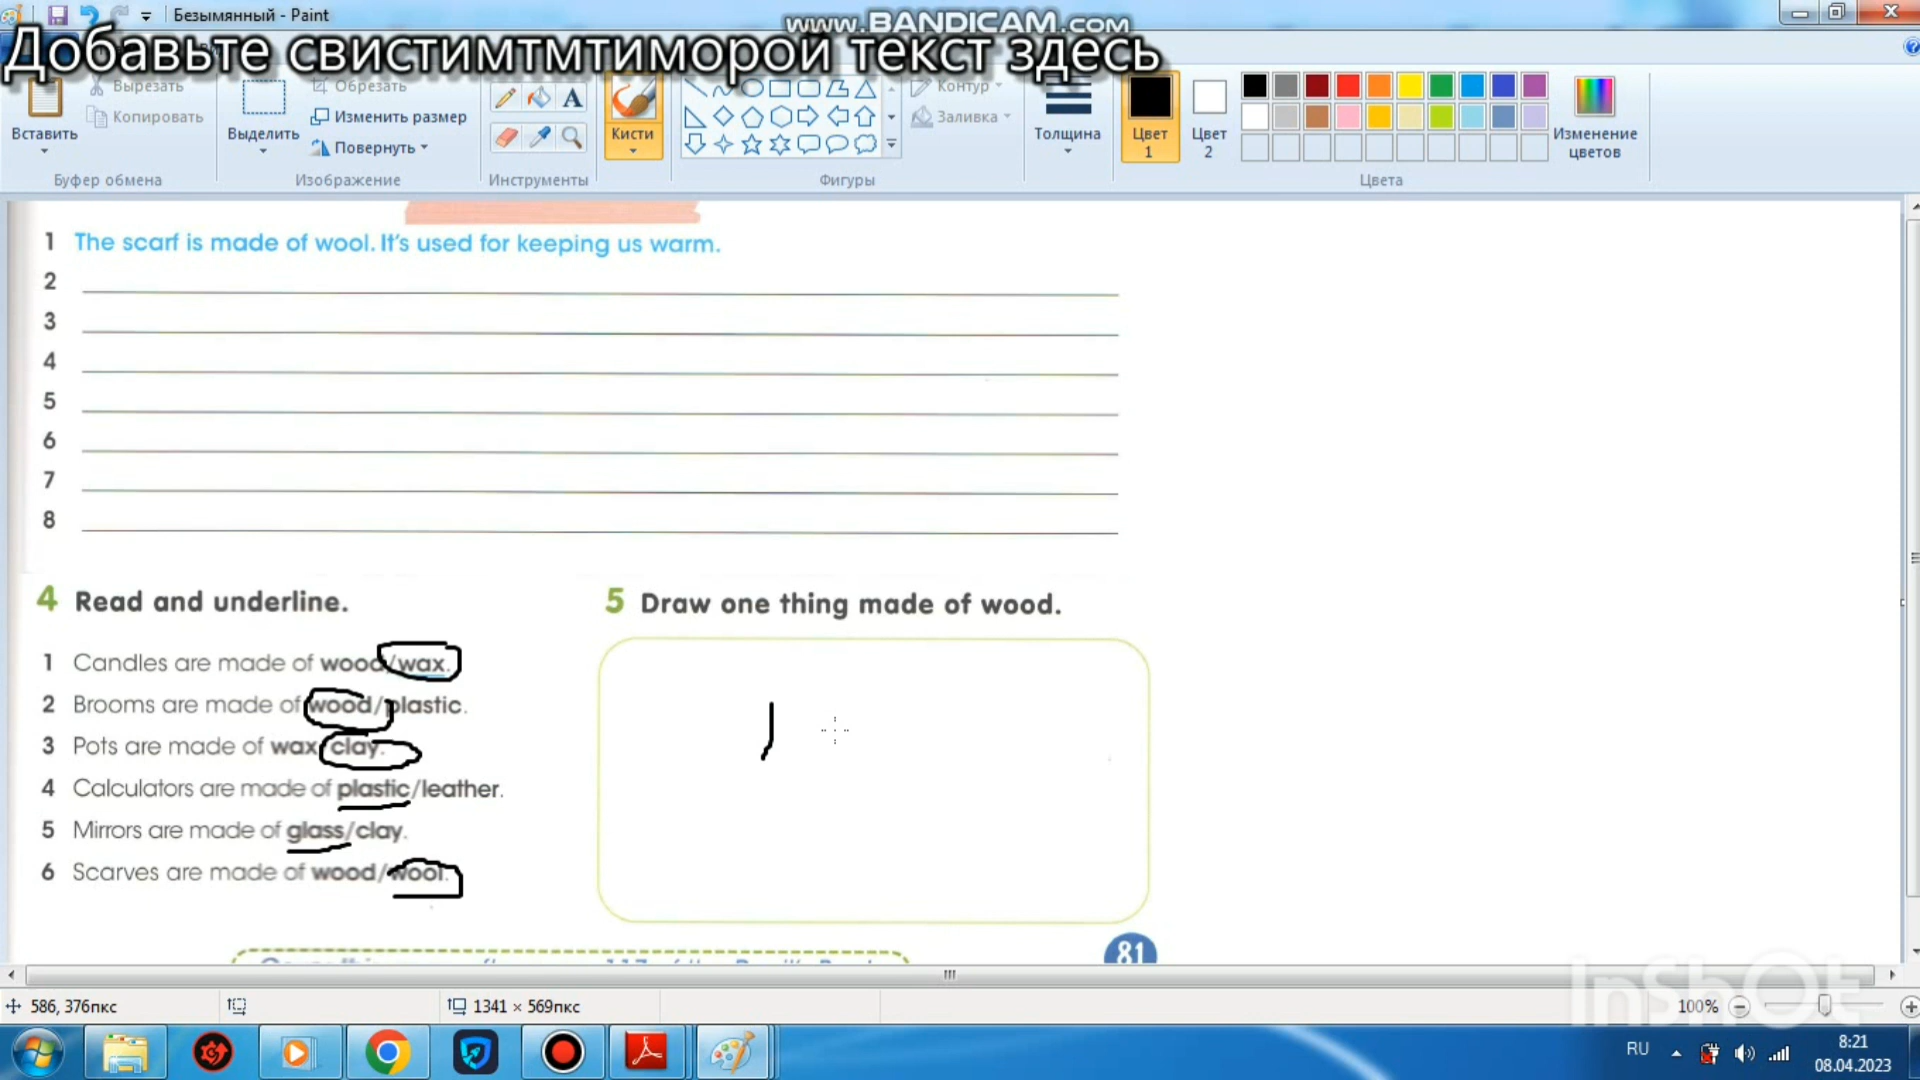 Безымянный - Paint
www.BANDICAM.com
Добавьте свистимтмтиморой текст здесь
Вставить
Вырезать
Копировать
Буфер обмена
Выделить
Обрезать
Изменить размер
Повернуть
Изображение
Инструменты
Кисти
Фигуры
Контур
Заливка
Толщина
Цвет 1
Цвет 2
Изменение цветов
Цвета
1 The scarf is made of wool. It's used for keeping us warm.
2
3
4
5
6
7
8
4 Read and underline.
1 Candles are made of wood/wax.
2 Brooms are made of wood/plastic.
3 Pots are made of wax/clay.
4 Calculators are made of plastic/leather.
5 Mirrors are made of glass/clay.
6 Scarves are made of wood/wool.
5 Draw one thing made of wood.
81
InShOt
586, 376пкс
1341 × 569пкс
100%
RU
8:21
08.04.2023